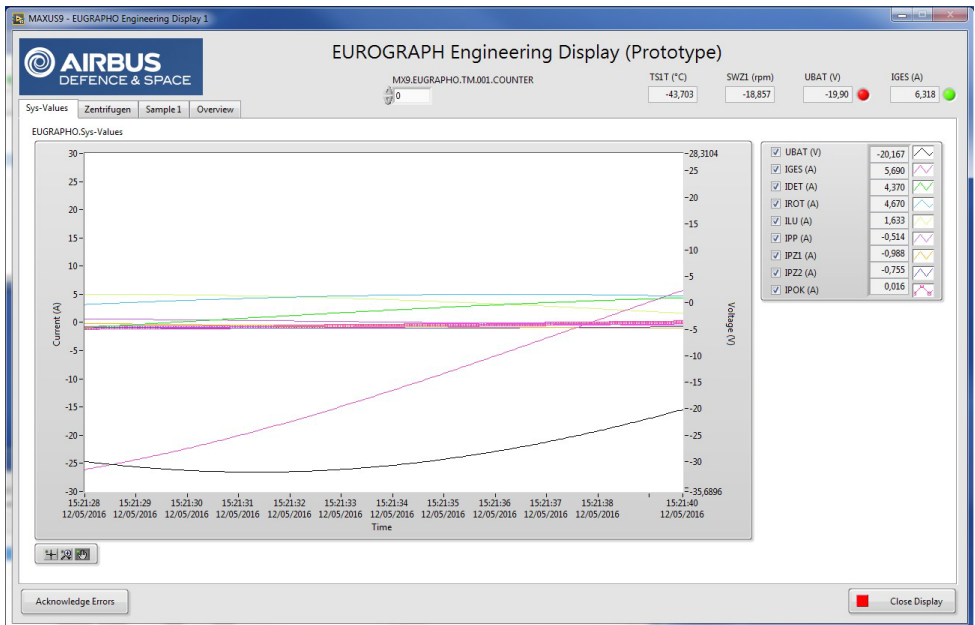 MAXUS9 - EUGRAPHO Engineering Display 1
AIRBUS
DEFENCE & SPACE
EUROGRAPH Engineering Display (Prototype)
MX9.EUGRAPHO.TM.001.COUNTER
0
TS1T (°C)
-43,703
SWZ1 (rpm)
-18,857
UBAT (V)
-19,90
IGES (A)
6,318
Sys-Values Zentrifugen Sample 1 Overview
EUGRAPHO.Sys-Values
30
25
20
15
10
5
0
-5
-10
-15
-20
-25
-30
Current (A)
28,3104
25
20
15
10
5
0
-5
-10
-15
-20
-25
-30
-35,6896
Voltage (V)
15:21:28 15:21:29 15:21:30 15:21:31 15:21:32 15:21:33 15:21:34 15:21:35 15:21:36 15:21:37 15:21:38 15:21:40
12/05/2016 12/05/2016 12/05/2016 12/05/2016 12/05/2016 12/05/2016 12/05/2016 12/05/2016 12/05/2016 12/05/2016 12/05/2016 12/05/2016
Time
UBAT (V) -20,167
IGES (A) 5,690
IDET (A) 4,370
IROT (A) 4,670
ILU (A) 1,633
IPP (A) -0,514
IPZ1 (A) -0,988
IPZ2 (A) -0,755
IPOK (A) 0,016
Acknowledge Errors
Close Display